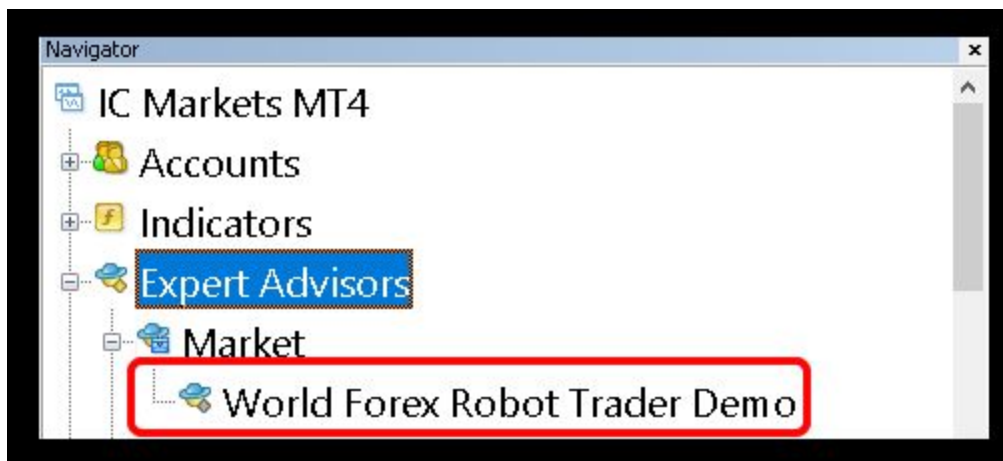 Navigator
IC Markets MT4
Accounts
Indicators
Expert Advisors
Market
World Forex Robot Trader Demo